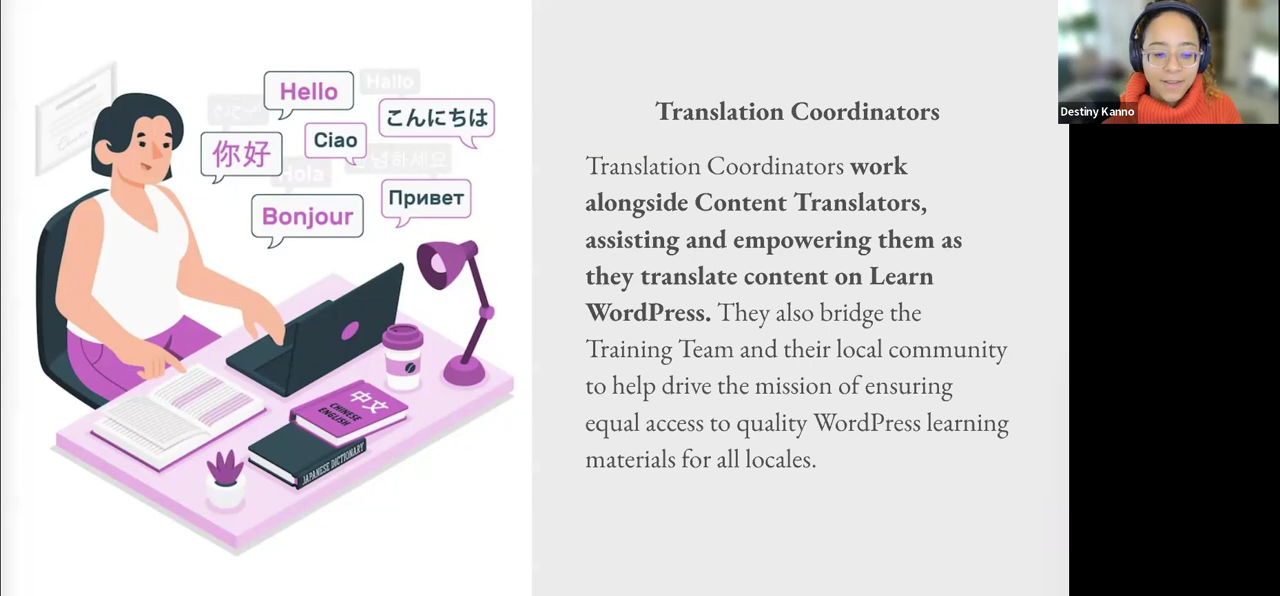 Hello
Hallo
こんにちは
Ciao
你好
Hola
Привет
Bonjour
中文
CHINESE
ENGLISH
JAPANESE DICTIONARY
Translation Coordinators
Translation Coordinators work
alongside Content Translators,
assisting and empowering them as
they translate content on Learn
WordPress. They also bridge the
Training Team and their local community
to help drive the mission of ensuring
equal access to quality WordPress learning
materials for all locales.
Destiny Kanno